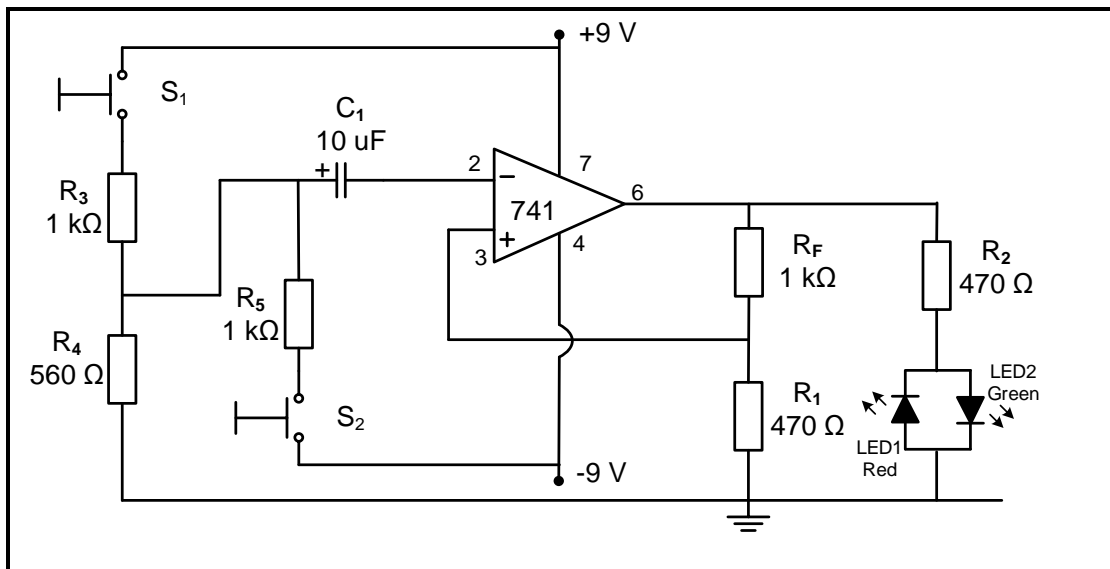 +9 V
S1
C1
10 uF
R3
1 kΩ
2
7
741
6
3
4
RF
1 kΩ
R2
470 Ω
R5
1 kΩ
R4
560 Ω
S2
R1
470 Ω
LED2
Green
LED1
Red
-9 V